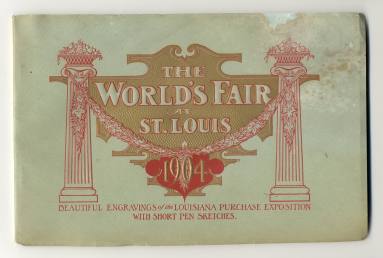 THE
WORLD'S FAIR
AT
ST. LOUIS
1904
BEAUTIFUL ENGRAVINGS of the LOUISIANA PURCHASE EXPOSITION
WITH SHORT PEN SKETCHES.